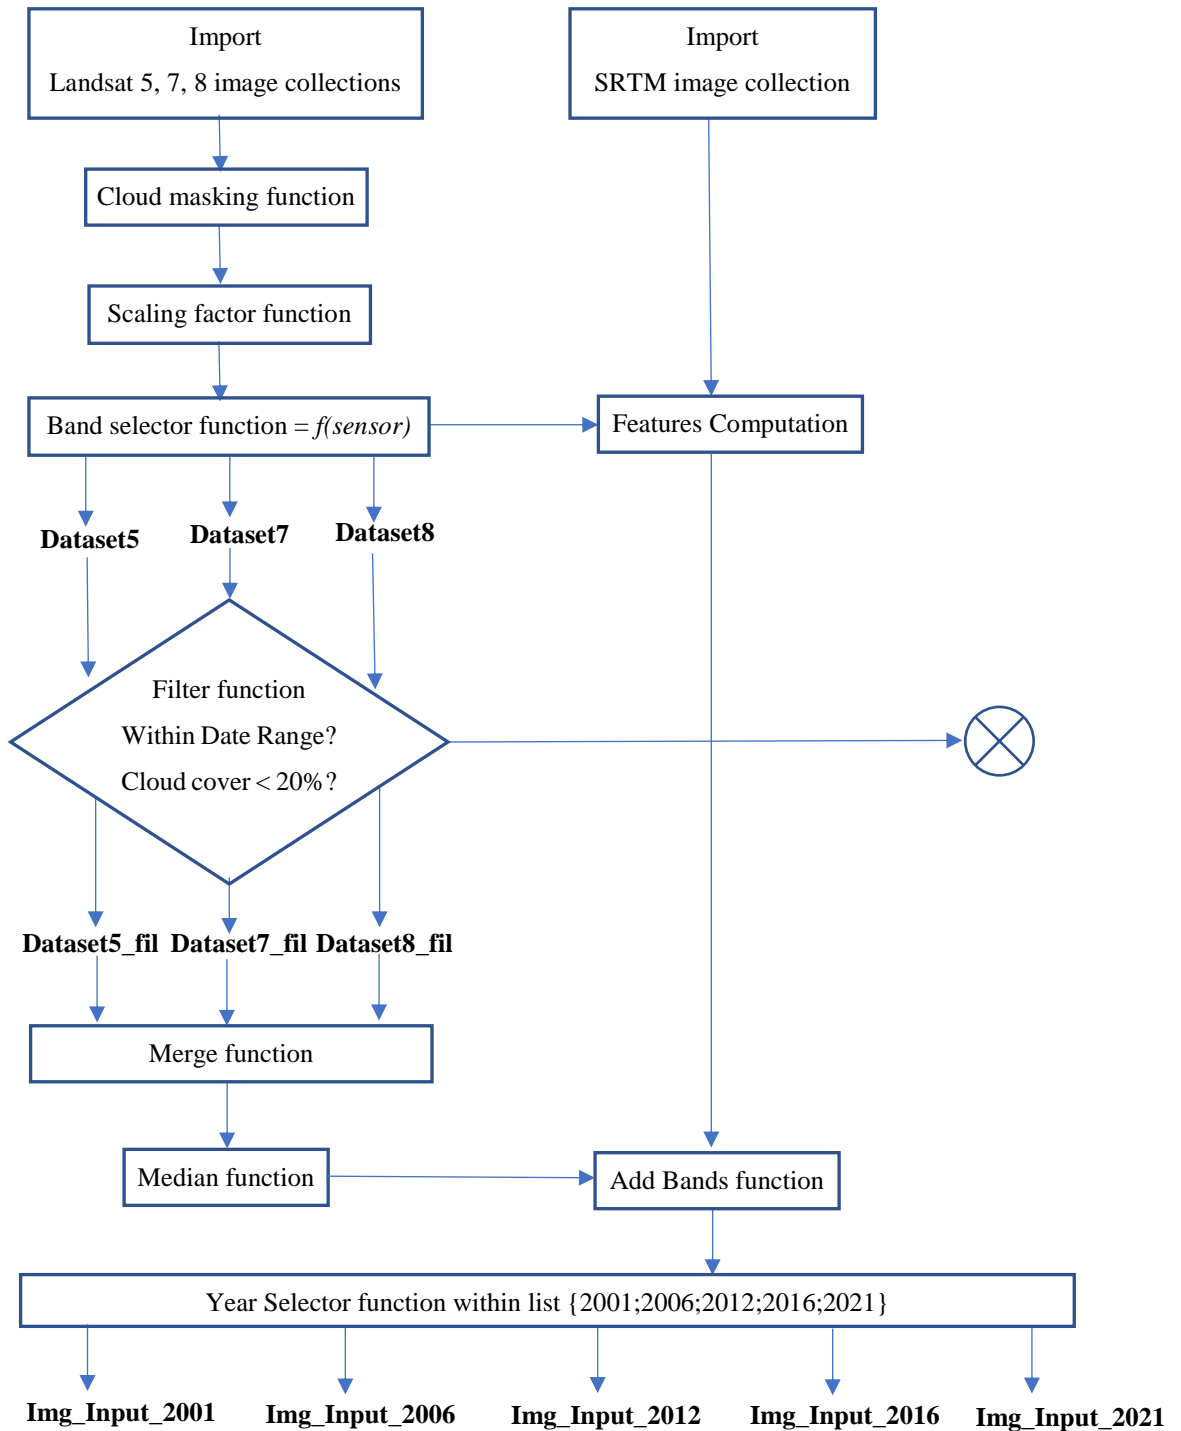 Import
Landsat 5, 7, 8 image collections
Import
SRTM image collection
Cloud masking function
Scaling factor function
Band selector function = f(sensor)
Features Computation
Dataset5
Dataset7
Dataset8
Filter function
Within Date Range?
Cloud cover < 20%?
Dataset5_fil
Dataset7_fil
Dataset8_fil
Merge function
Median function
Add Bands function
Year Selector function within list {2001;2006;2012;2016;2021}
Img_Input_2001
Img_Input_2006
Img_Input_2012
Img_Input_2016
Img_Input_2021